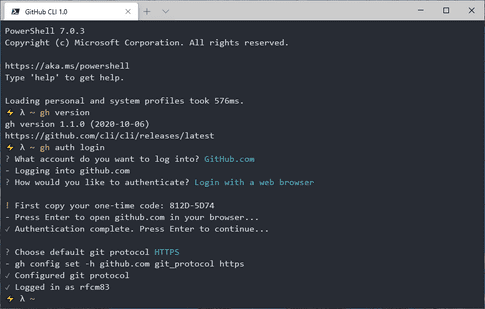 GitHub CLI 1.0
PowerShell 7.0.3
Copyright (c) Microsoft Corporation. All rights reserved.
https://aka.ms/powershell
Type 'help' to get help.
Loading personal and system profiles took 576ms.
⚡ λ ~ gh version
gh version 1.1.0 (2020-10-06)
https://github.com/cli/cli/releases/latest
⚡ λ ~ gh auth login
? What account do you want to log into? GitHub.com
- Logging into github.com
? How would you like to authenticate? Login with a web browser
! First copy your one-time code: 812D-5D74
- Press Enter to open github.com in your browser...
✓ Authentication complete. Press Enter to continue...
? Choose default git protocol HTTPS
- gh config set -h github.com git_protocol https
✓ Configured git protocol
✓ Logged in as rfcm83
⚡ λ ~